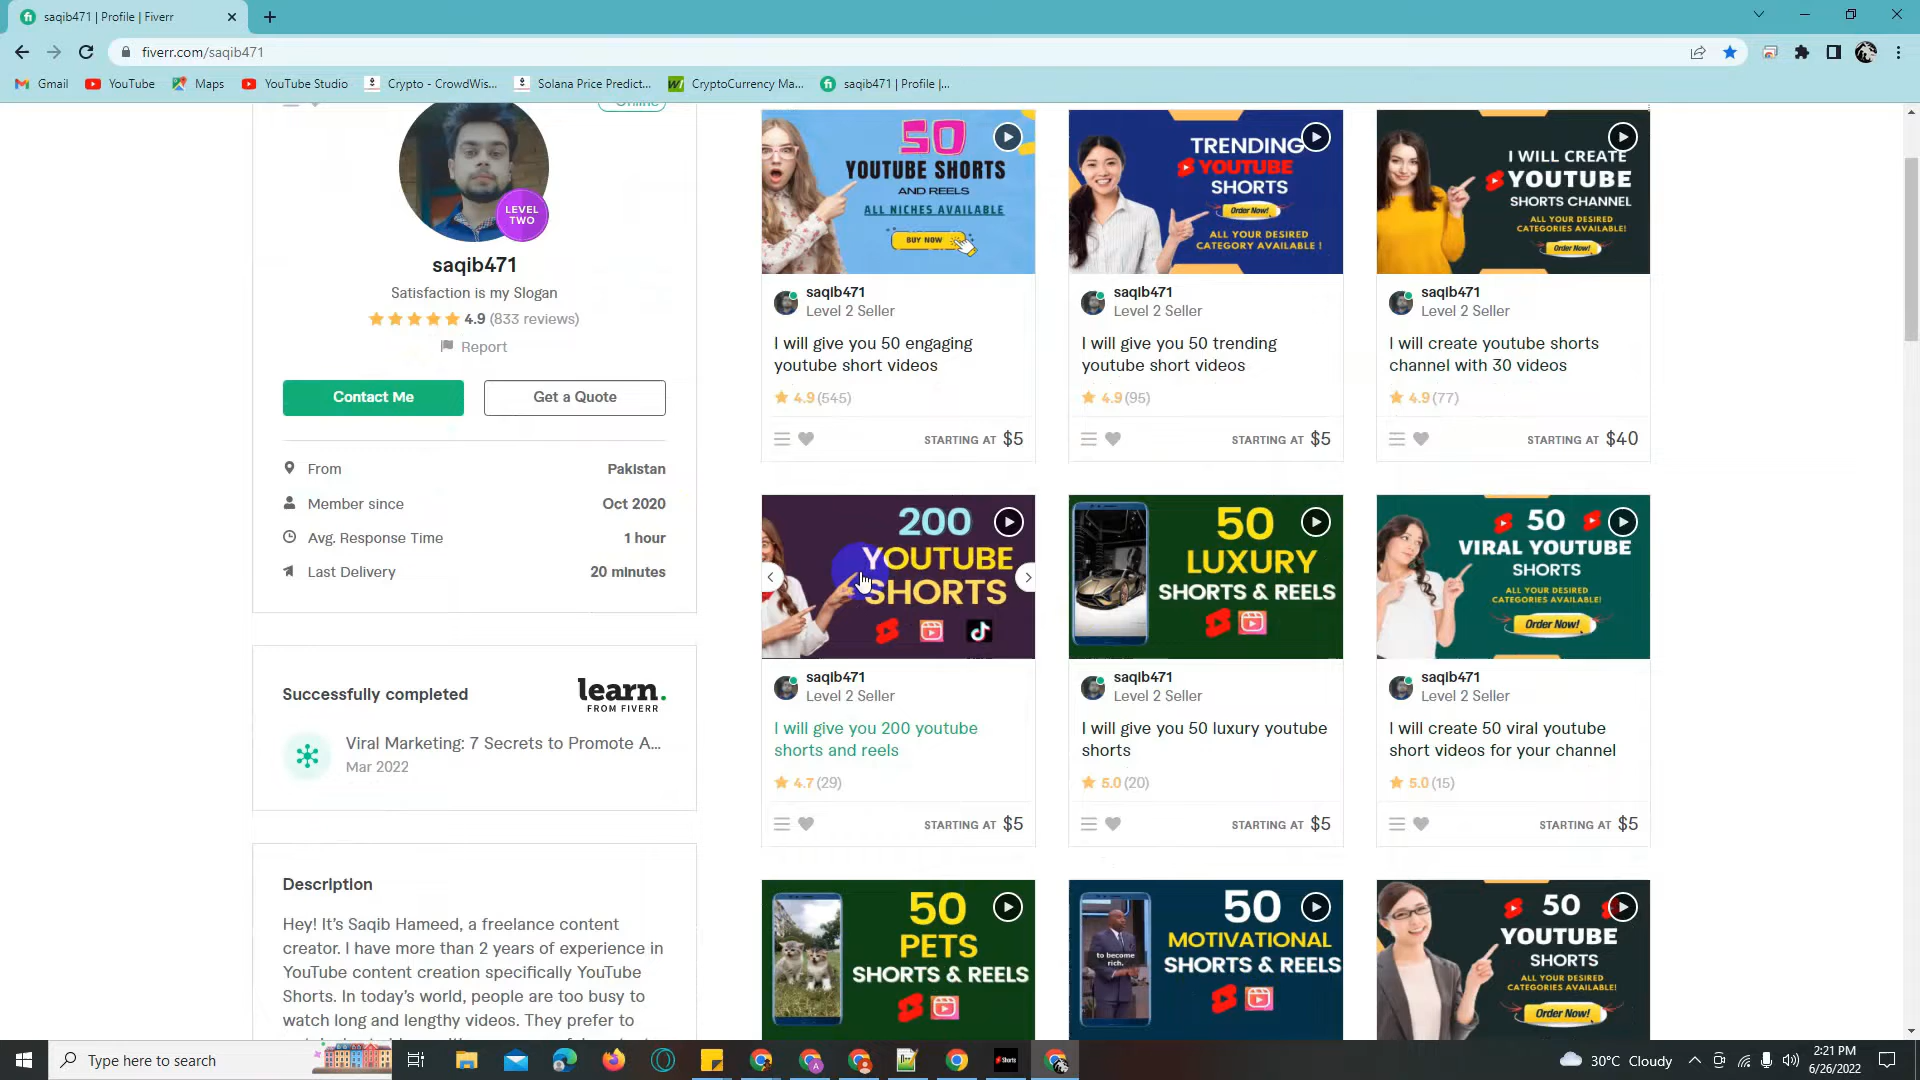 saqib471 | Profile | Fiverr
fiverr.com/saqib471
Gmail
YouTube
Maps
YouTube Studio
Crypto - CrowdWis...
Solana Price Predict...
CryptoCurrency Ma...
saqib471 | Profile |...
Online
LEVEL
TWO
saqib471
Satisfaction is my Slogan
4.9 (833 reviews)
Report
Contact Me
Get a Quote
From
Pakistan
Member since
Oct 2020
Avg. Response Time
1 hour
Last Delivery
20 minutes
Successfully completed
learn.
FROM FIVERR
Viral Marketing: 7 Secrets to Promote A...
Mar 2022
Description
Hey! It's Saqib Hameed, a freelance content
creator. I have more than 2 years of experience in
YouTube content creation specifically YouTube
Shorts. In today's world, people are too busy to
watch long and lengthy videos. They prefer to
50
YOUTUBE SHORTS
AND REELS
ALL NICHES AVAILABLE
BUY NOW
saqib471
Level 2 Seller
I will give you 50 engaging
youtube short videos
4.9 (545)
STARTING AT $5
TRENDING
YOUTUBE
SHORTS
Order Now!
ALL YOUR DESIRED
CATEGORY AVAILABLE !
saqib471
Level 2 Seller
I will give you 50 trending
youtube short videos
4.9 (95)
STARTING AT $5
I WILL CREATE
YOUTUBE
SHORTS CHANNEL
ALL YOUR DESIRED
CATEGORIES AVAILABLE!
Order Now!
saqib471
Level 2 Seller
I will create youtube shorts
channel with 30 videos
4.9 (77)
STARTING AT $40
200
YOUTUBE
SHORTS
saqib471
Level 2 Seller
I will give you 200 youtube
shorts and reels
4.7 (29)
STARTING AT $5
50
LUXURY
SHORTS & REELS
saqib471
Level 2 Seller
I will give you 50 luxury youtube
shorts
5.0 (20)
STARTING AT $5
50
VIRAL YOUTUBE
SHORTS
ALL YOUR DESIRED
CATEGORIES AVAILABLE!
Order Now!
saqib471
Level 2 Seller
I will create 50 viral youtube
short videos for your channel
5.0 (15)
STARTING AT $5
50
PETS
SHORTS & REELS
50
MOTIVATIONAL
SHORTS & REELS
to become
rich.
50
YOUTUBE
SHORTS
ALL YOUR DESIRED
CATEGORIES AVAILABLE!
Order Now!
Type here to search
Shorts
30°C Cloudy
2:21 PM
6/26/2022